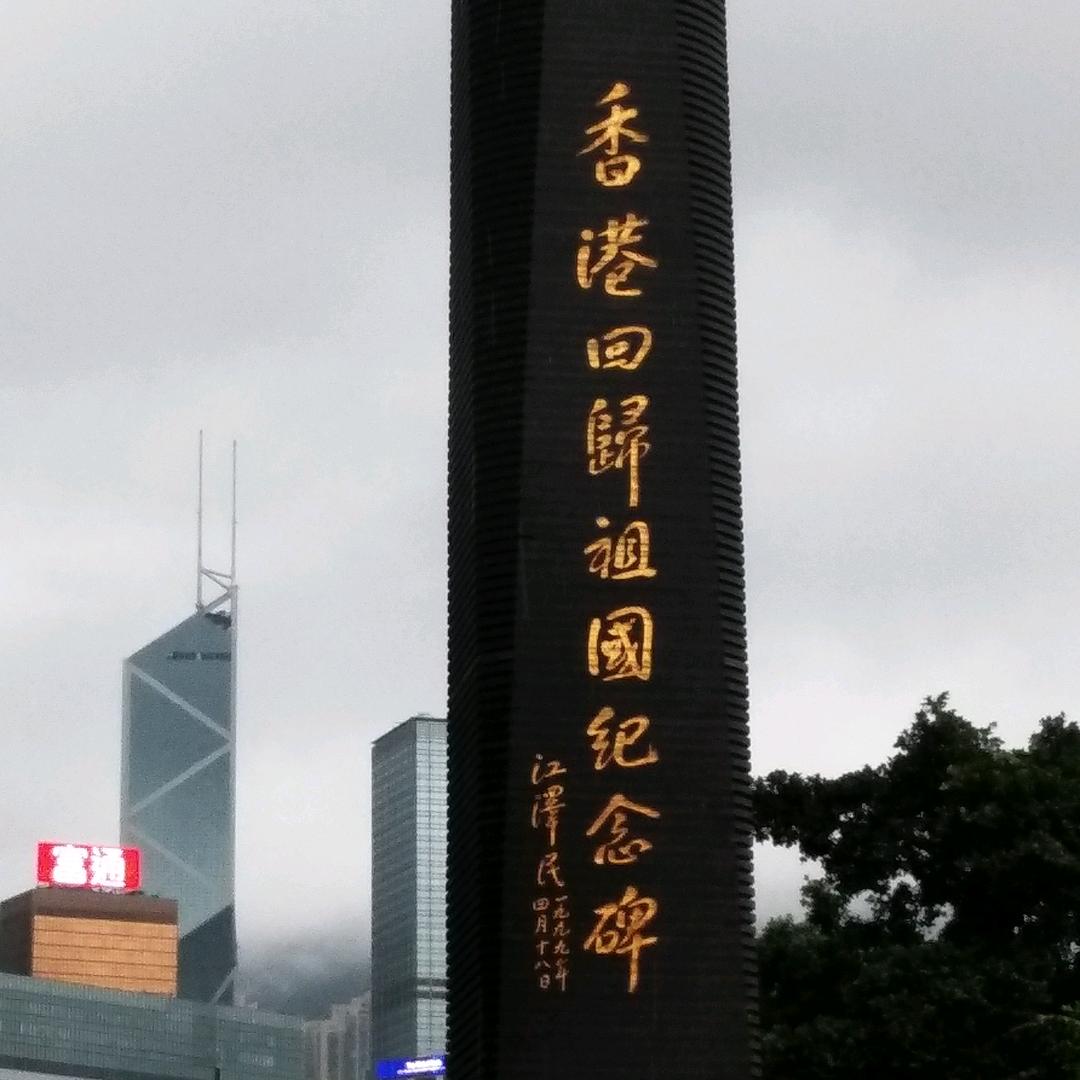 香港回歸祖國紀念碑
江澤民
一九九九年
四月十八日
富通